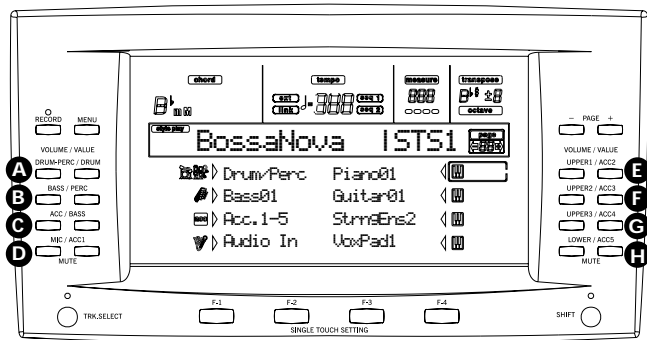 chord
tempo
measure
transpose
octave
ext
link
seq 1
seq 2
RECORD MENU
PAGE
VOLUME / VALUE
VOLUME / VALUE
style play
BossaNova |STS1
page
A DRUM-PERC / DRUM
Drum/Perc Piano01
UPPER1 / ACC2 E
B BASS / PERC
Bass01 Guitar01
UPPER2 / ACC3 F
C ACC / BASS
Acc.1-5 StrngEns2
UPPER3 / ACC4 G
D MIC / ACC1
Audio In VoxPad1
LOWER / ACC5 H
MUTE
MUTE
TRK.SELECT
F-1 F-2 F-3 F-4
SHIFT
SINGLE TOUCH SETTING